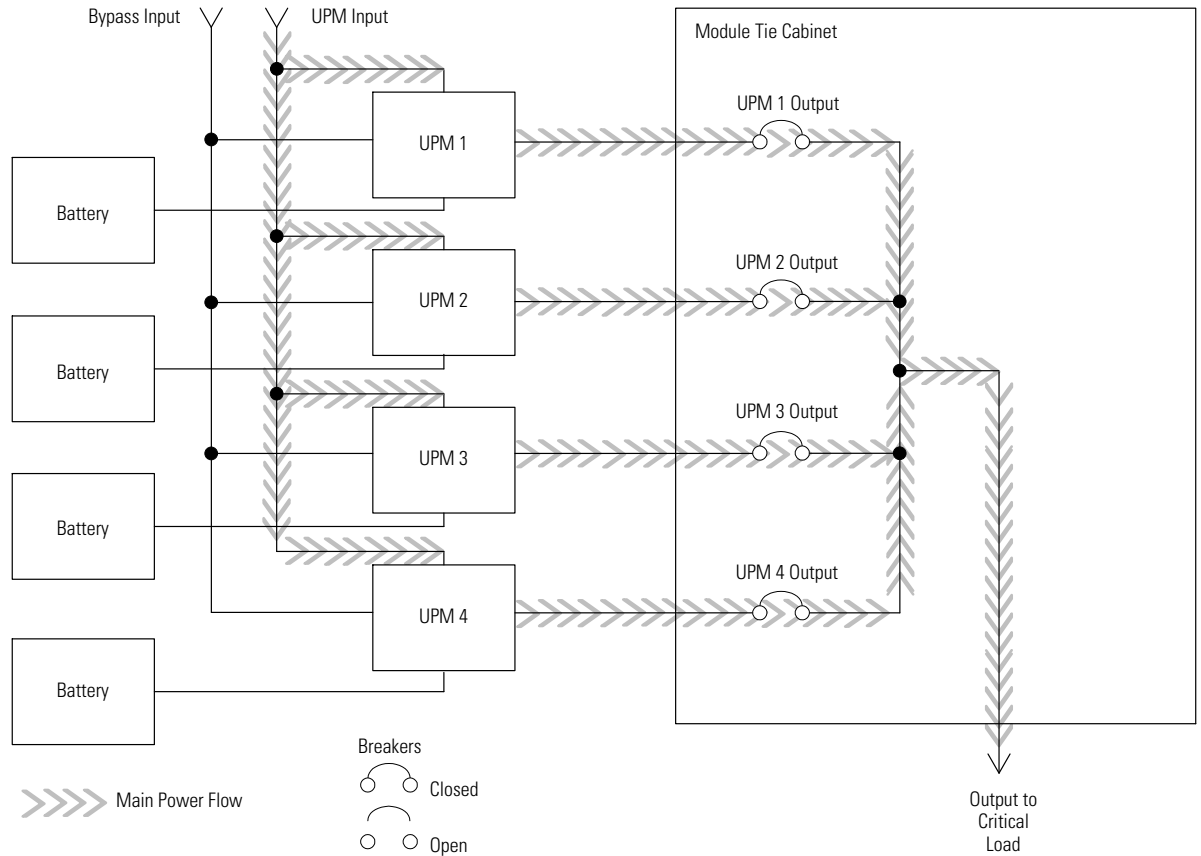 Bypass Input
UPM Input
Module Tie Cabinet
UPM 1 Output
UPM 1
Battery
UPM 2 Output
UPM 2
Battery
UPM 3 Output
UPM 3
Battery
UPM 4 Output
UPM 4
Battery
Breakers
Closed
Main Power Flow
Open
Output to
Critical
Load